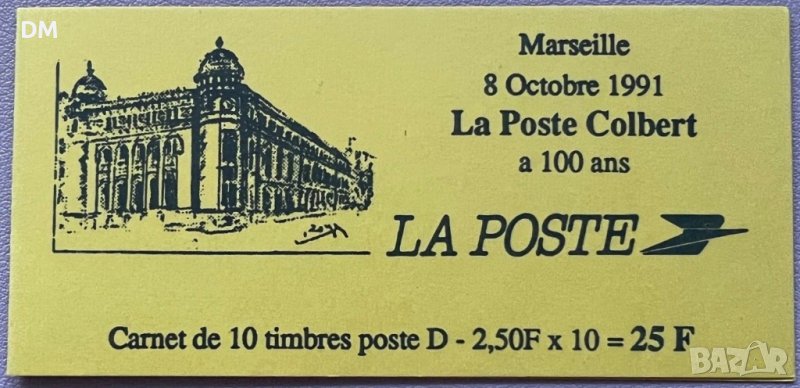 DM
Marseille
8 Octobre 1991
La Poste Colbert
a 100 ans
LA POSTE
Carnet de 10 timbres poste D - 2,50F x 10 = 25 F
BAZAR